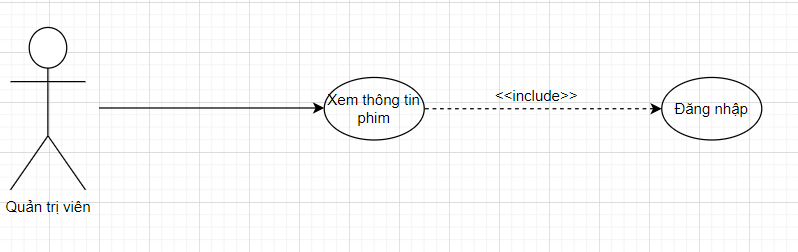 <<include>>
Xem thông tin
phim
Đăng nhập
Quản trị viên